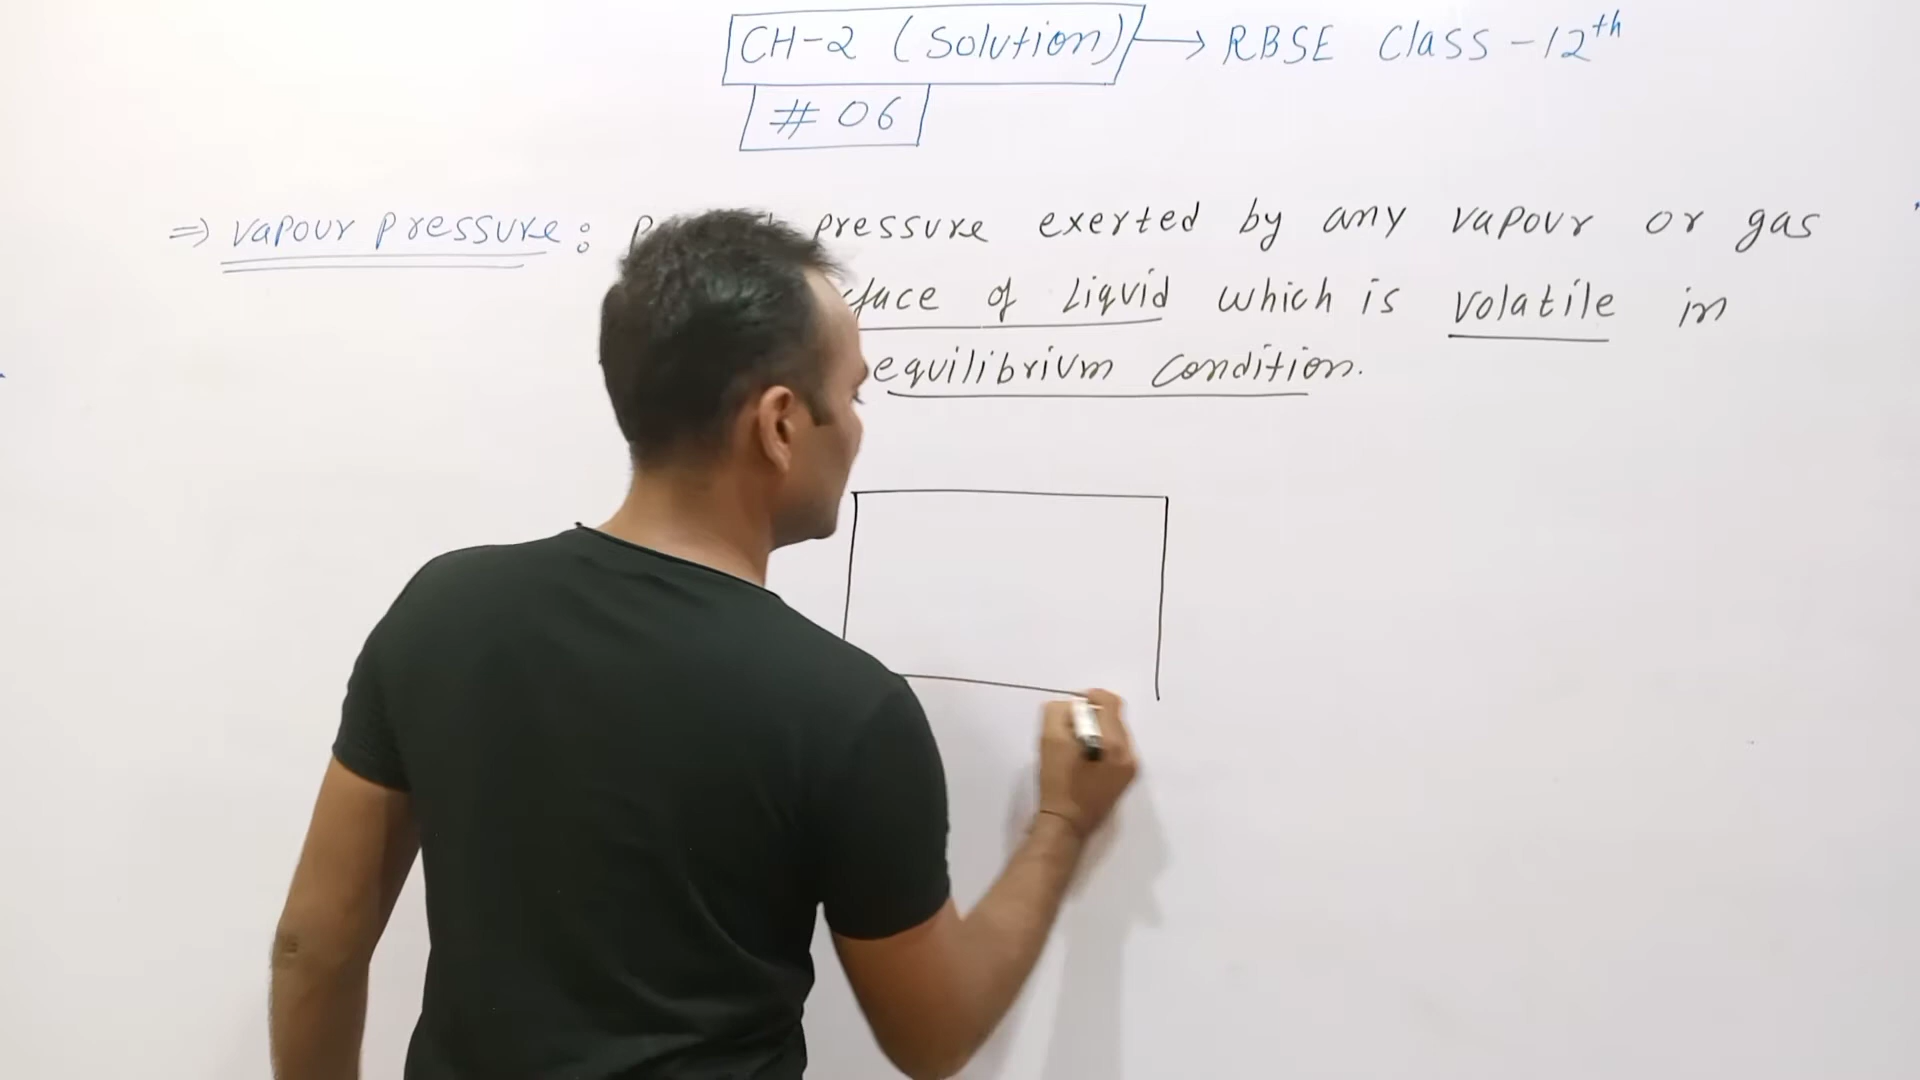 CH-2 (Solution) → RBSE Class -12th
# 06
⇒ Vapour pressure : pressure exerted by any vapour or gas
of Liquid which is volatile in
equilibrium condition.